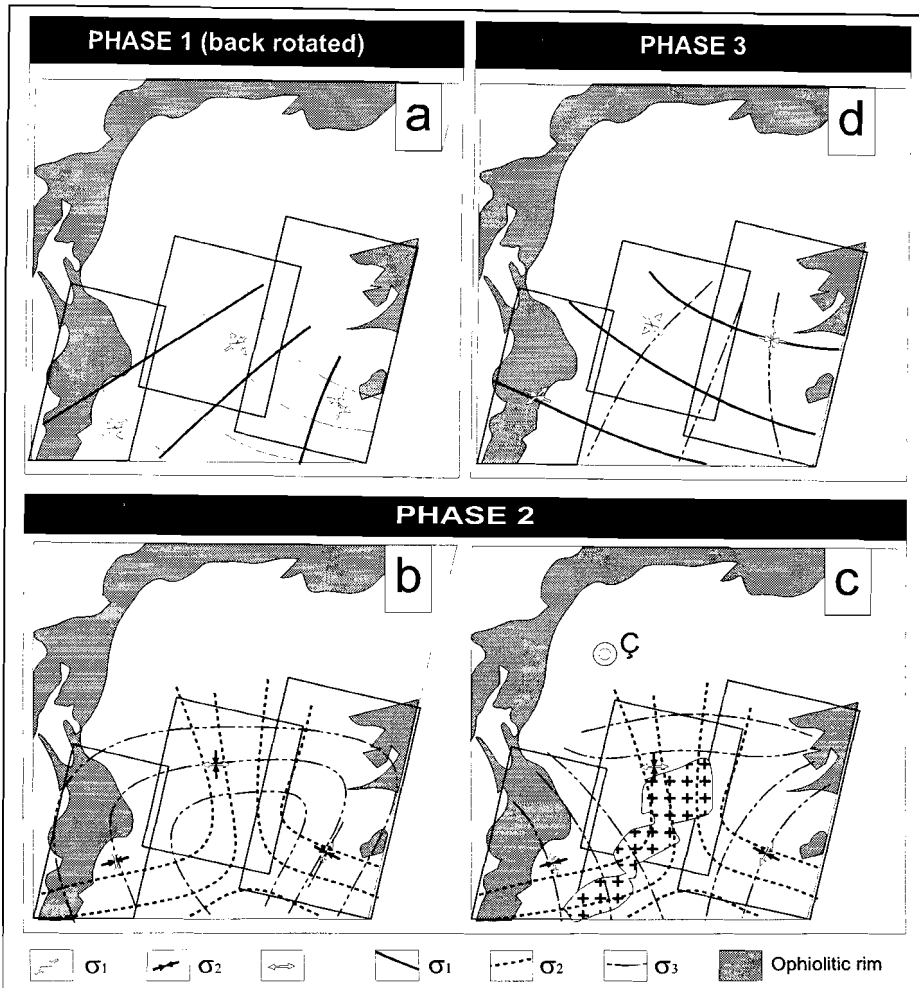 PHASE 1 (back rotated)
PHASE 3
a
d
PHASE 2
b
c
Ç
σ1 σ2 σ1 σ2 σ3 Ophiolitic rim